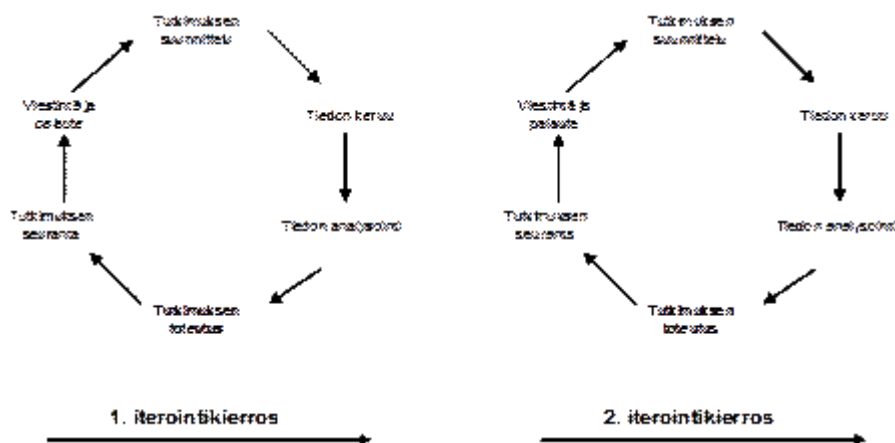 Tutkimuksen
suunnittelu
Tiedon keruu
Tiedon analysointi
Tutkimuksen
toteutus
Tutkimuksen
seuranta
Viestintä ja
palaute
1. iterointikierros
Tutkimuksen
suunnittelu
Tiedon keruu
Tiedon analysointi
Tutkimuksen
toteutus
Tutkimuksen
seuranta
Viestintä ja
palaute
2. iterointikierros